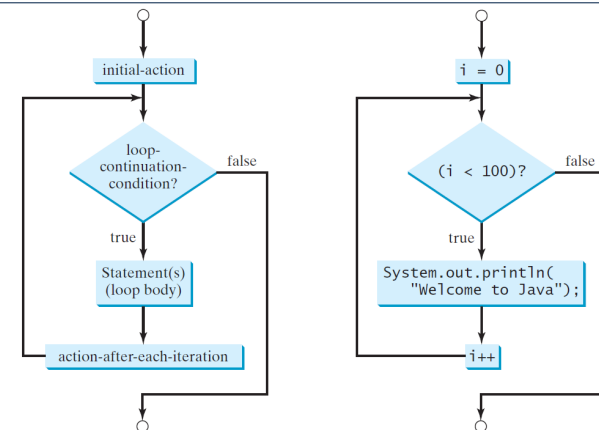 initial-action
loop-
continuation-
condition?
false
true
Statement(s)
(loop body)
action-after-each-iteration
i = 0
(i < 100)?
false
true
System.out.println(
"Welcome to Java");
i++